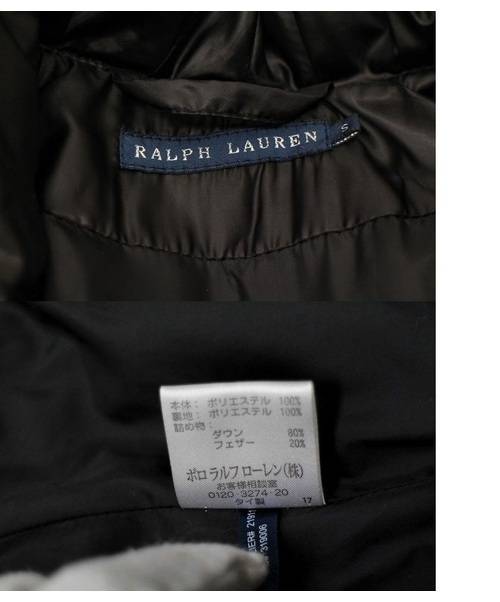 RALPH LAUREN
S
本体: ポリエステル 100%
裏地: ポリエステル 100%
詰め物:
ダウン 80%
フェザー 20%
ポロ ラルフ ローレン(株)
お客様相談室
0120-3274-20
タイ製
17
319006